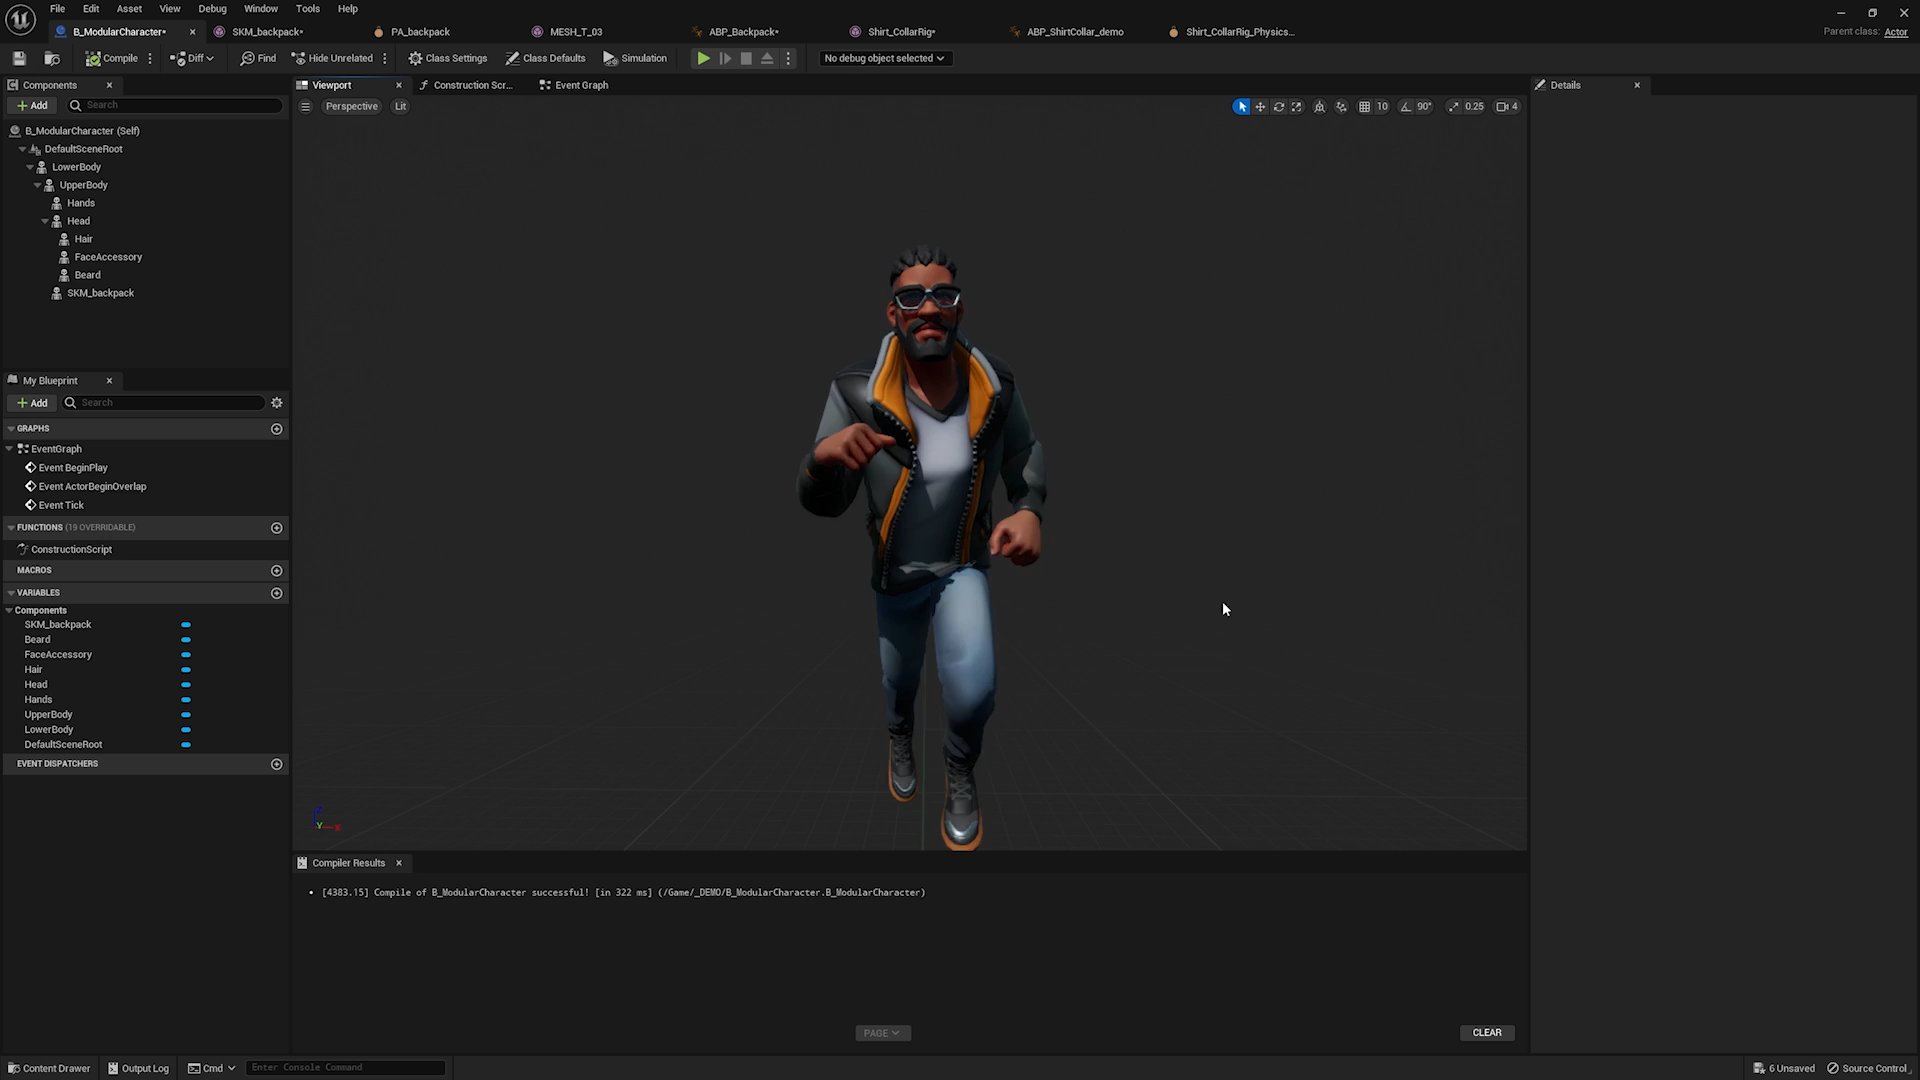 File Edit Asset View Debug Window Tools Help
B_ModularCharacter* SKM_backpack* PA_backpack MESH_T_03 ABP_Backpack* Shirt_CollarRig* ABP_ShirtCollar_demo Shirt_CollarRig_Physics...
Parent class: Actor
Compile Diff Find Hide Unrelated Class Settings Class Defaults Simulation No debug object selected
Components
Add Search
B_ModularCharacter (Self)
DefaultSceneRoot
LowerBody
UpperBody
Hands
Head
Hair
FaceAccessory
Beard
SKM_backpack
My Blueprint
Add Search
GRAPHS
EventGraph
Event BeginPlay
Event ActorBeginOverlap
Event Tick
FUNCTIONS (19 OVERRIDABLE)
ConstructionScript
MACROS
VARIABLES
Components
SKM_backpack
Beard
FaceAccessory
Hair
Head
Hands
UpperBody
LowerBody
DefaultSceneRoot
EVENT DISPATCHERS
Viewport Construction Scr... Event Graph
Perspective Lit
10 90° 0.25 4
Z
Y X
Compiler Results
[4383.15] Compile of B_ModularCharacter successful! [in 322 ms] (/Game/_DEMO/B_ModularCharacter.B_ModularCharacter)
PAGE CLEAR
Details
Content Drawer Output Log Cmd Enter Console Command 6 Unsaved Source Control